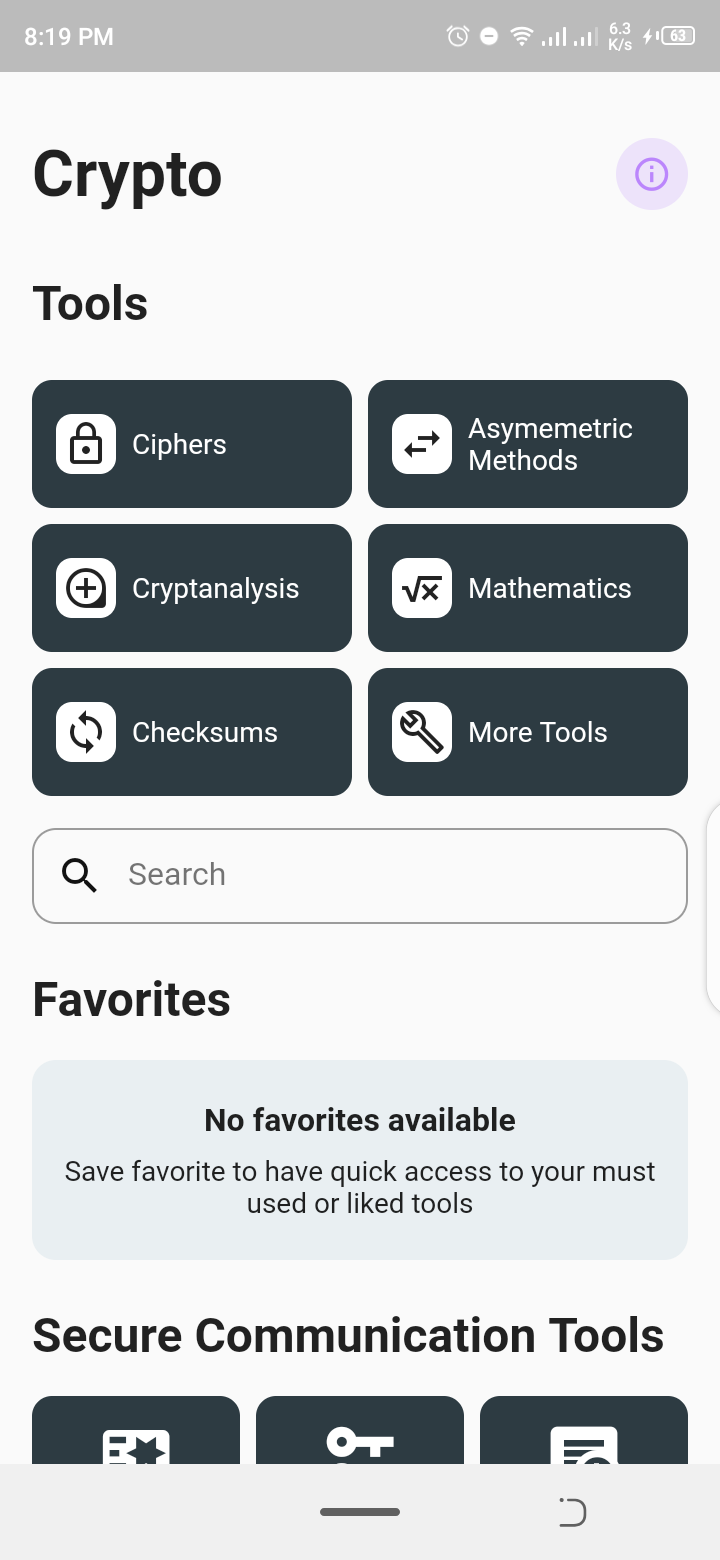 8:19 PM
6.3
K/s
63
Crypto
Tools
Ciphers
Asymemetric
Methods
Cryptanalysis
Mathematics
Checksums
More Tools
Search
Favorites
No favorites available
Save favorite to have quick access to your must
used or liked tools
Secure Communication Tools